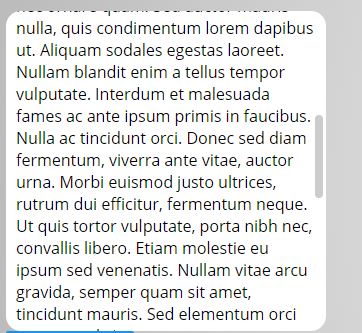 nulla, quis condimentum lorem dapibus
ut. Aliquam sodales egestas laoreet.
Nullam blandit enim a tellus tempor
vulputate. Interdum et malesuada
fames ac ante ipsum primis in faucibus.
Nulla ac tincidunt orci. Donec sed diam
fermentum, viverra ante vitae, auctor
urna. Morbi euismod justo ultrices,
rutrum dui efficitur, fermentum neque.
Ut quis tortor vulputate, porta nibh nec,
convallis libero. Etiam molestie eu
ipsum sed venenatis. Nullam vitae arcu
gravida, semper quam sit amet,
tincidunt mauris. Sed elementum orci